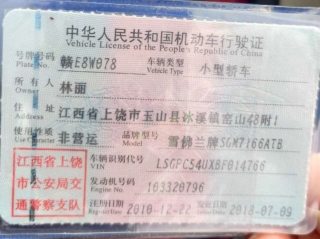 中华人民共和国机动车行驶证
Vehicle License of the People's Republic of China
号牌号码 赣E8W078 车辆类型 小型轿车
Plate No. Vehicle Type
所有人 林丽
Owner
住址 江西省上饶市玉山县冰溪镇窑山48附1
Address
使用性质 非营运 品牌型号 雪佛兰牌SGM7166ATB
Use Character Model
江西省上饶
市公安局交
通警察支队
车辆识别代号 LSGPC54UXBF014766
VIN
发动机号码 103320796
Engine No.
注册日期 2010-12-22 发证日期 2018-07-09
Register Date Issue Date